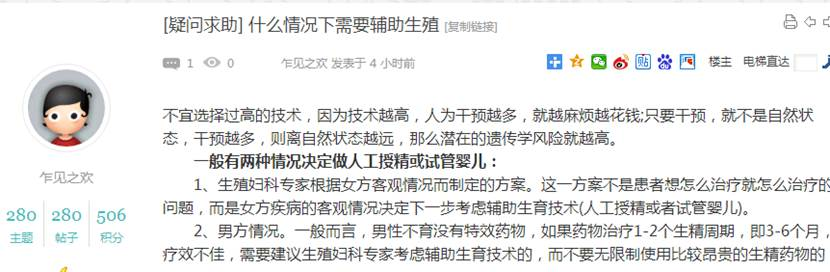 [疑问求助] 什么情况下需要辅助生殖 [复制链接]
1 0 乍见之欢 发表于 4 小时前 楼主 电梯直达
不宜选择过高的技术，因为技术越高，人为干预越多，就越麻烦越花钱;只要干预，就不是自然状
态，干预越多，则离自然状态越远，那么潜在的遗传学风险就越高。
一般有两种情况决定做人工授精或试管婴儿：
乍见之欢
1、生殖妇科专家根据女方客观情况而制定的方案。这一方案不是患者想怎么治疗就怎么治疗的
280 280 506
问题，而是女方疾病的客观情况决定下一步考虑辅助生育技术(人工授精或者试管婴儿)。
主题 帖子 积分
2、男方情况。一般而言，男性不育没有特效药物，如果药物治疗1-2个生精周期，即3-6个月，
疗效不佳，需要建议生殖妇科专家考虑辅助生育技术的，而不要无限制使用比较昂贵的生精药物的